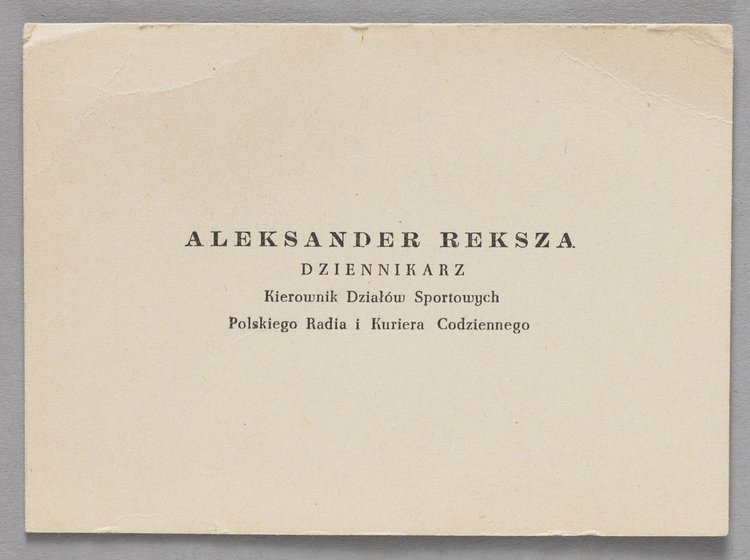 ALEKSANDER REKSZA
DZIENNIKARZ
Kierownik Działów Sportowych
Polskiego Radia i Kuriera Codziennego